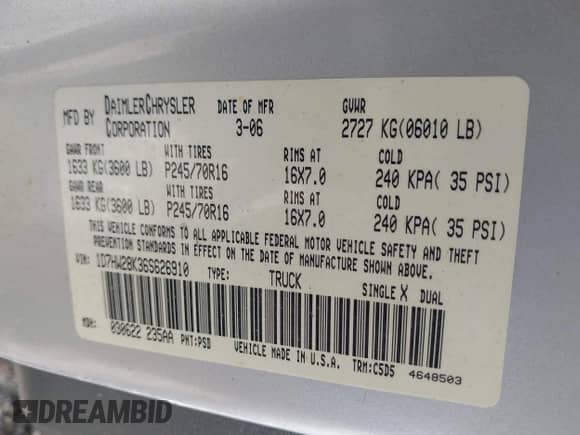 MFD BY DAIMLERCHRYSLER CORPORATION DATE OF MFR 3-06 GVWR 2727 KG(06010 LB)
GAWR FRONT WITH TIRES RIMS AT COLD
1633 KG(3600 LB) P245/70R16 16X7.0 240 KPA( 35 PSI)
GAWR REAR WITH TIRES RIMS AT COLD
1633 KG(3600 LB) P245/70R16 16X7.0 240 KPA( 35 PSI)
THIS VEHICLE CONFORMS TO ALL APPLICABLE FEDERAL MOTOR VEHICLE SAFETY AND THEFT
PREVENTION STANDARDS IN EFFECT ON THE DATE OF MANUFACTURE SHOWN ABOVE.
VIN: 1D7HW28K36S626910 TYPE: TRUCK SINGLE X DUAL
MDH: 030622 235AA PNT:PSD VEHICLE MADE IN U.S.A. TRM:C5D5 4648503
DREAMBID